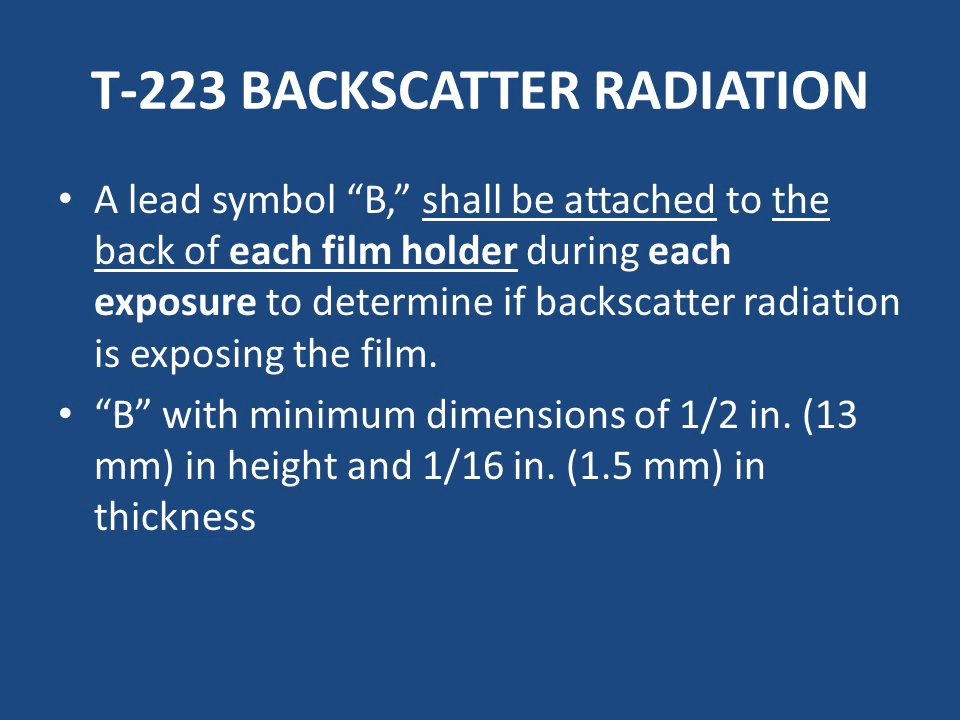 T-223 BACKSCATTER RADIATION
• A lead symbol “B,” shall be attached to the
back of each film holder during each
exposure to determine if backscatter radiation
is exposing the film.
• “B” with minimum dimensions of 1/2 in. (13
mm) in height and 1/16 in. (1.5 mm) in
thickness